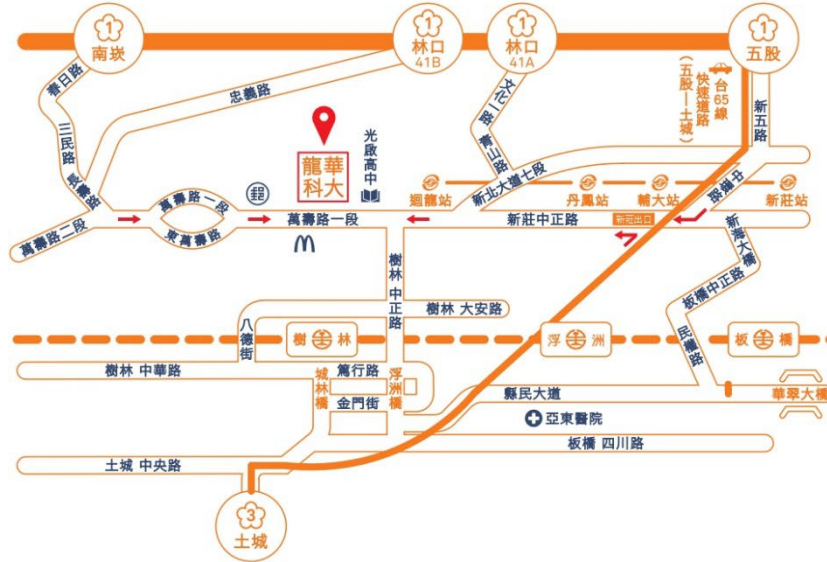 1
南崁
1
林口
41B
1
林口
41A
1
五股
台65線
快速道路
(五股—土城)
春日路
忠義路
文化一路
新五路
三民路
光啟高中
青山路
龍華
科大
長壽路
郵
新北大道七段
中環路
迴龍站
丹鳳站
輔大站
新莊站
萬壽路一段
東萬壽路
萬壽路一段
新莊中正路
新莊出口
萬壽路二段
新海大橋
樹林 中正路
板橋中正路
樹林 大安路
八德街
樹 林
浮 洲
板 橋
民權路
樹林 中華路
篤行路
城林橋
浮洲橋
金門街
縣民大道
華翠大橋
亞東醫院
板橋 四川路
土城 中央路
3
土城